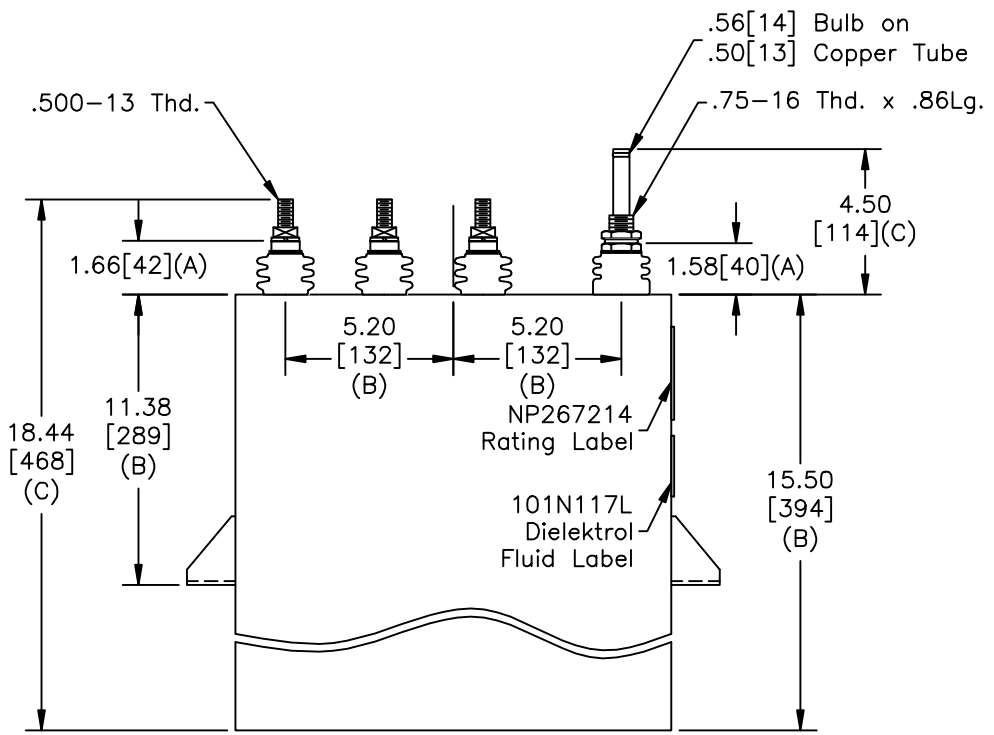 .56[14] Bulb on
.50[13] Copper Tube
.500-13 Thd.
.75-16 Thd. x .86Lg.
4.50
[114](C)
1.66[42](A)
1.58[40](A)
5.20
[132]
(B)
5.20
[132]
(B)
11.38
[289]
(B)
18.44
[468]
(C)
NP267214
Rating Label
15.50
[394]
(B)
101N117L
Dielektrol
Fluid Label